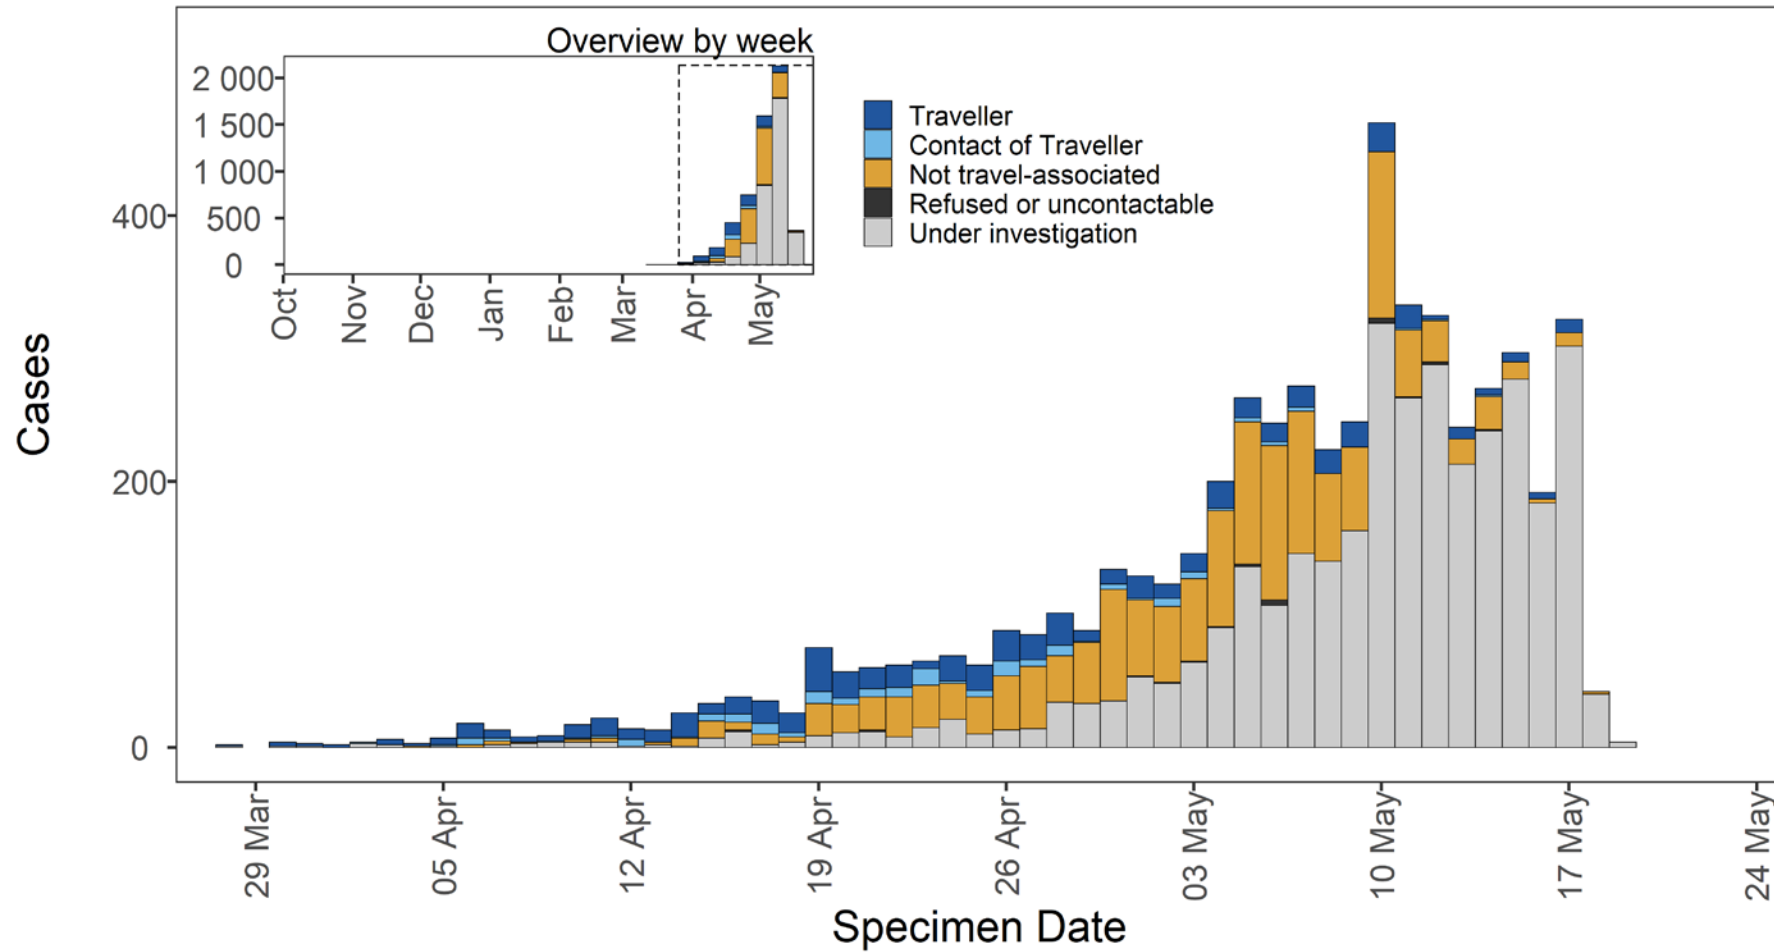 Overview by week
2 000
1 500
1 000
500
0
Oct
Nov
Dec
Jan
Feb
Mar
Apr
May
Traveller
Contact of Traveller
Not travel-associated
Refused or uncontactable
Under investigation
Cases
400
200
0
29 Mar
05 Apr
12 Apr
19 Apr
26 Apr
03 May
10 May
17 May
24 May
Specimen Date